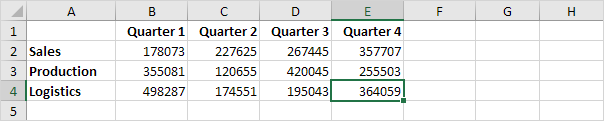 A B C D E F G H
1 Quarter 1 Quarter 2 Quarter 3 Quarter 4
2 Sales 178073 227625 267445 357707
3 Production 355081 120655 420045 255503
4 Logistics 498287 174551 195043 364059
5